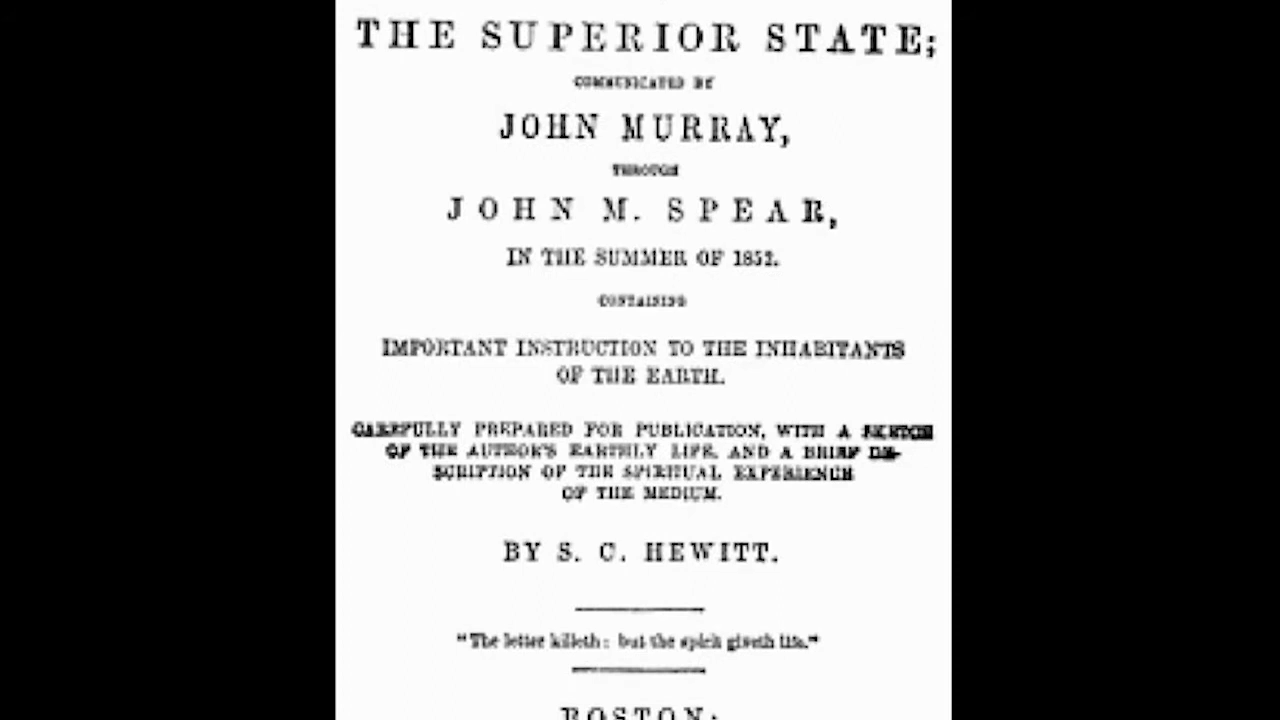 THE SUPERIOR STATE;
COMMUNICATED BY
JOHN MURRAY,
THROUGH
JOHN M. SPEAR,
IN THE SUMMER OF 1852.
CONTAINING
IMPORTANT INSTRUCTION TO THE INHABITANTS
OF THE EARTH.
CAREFULLY PREPARED FOR PUBLICATION, WITH A SKETCH
OF THE AUTHOR'S EARTHLY LIFE, AND A BRIEF DE-
SCRIPTION OF THE SPIRITUAL EXPERIENCE
OF THE MEDIUM.
BY S. C. HEWITT.
"The letter killeth: but the spirit giveth life."
BOSTON: